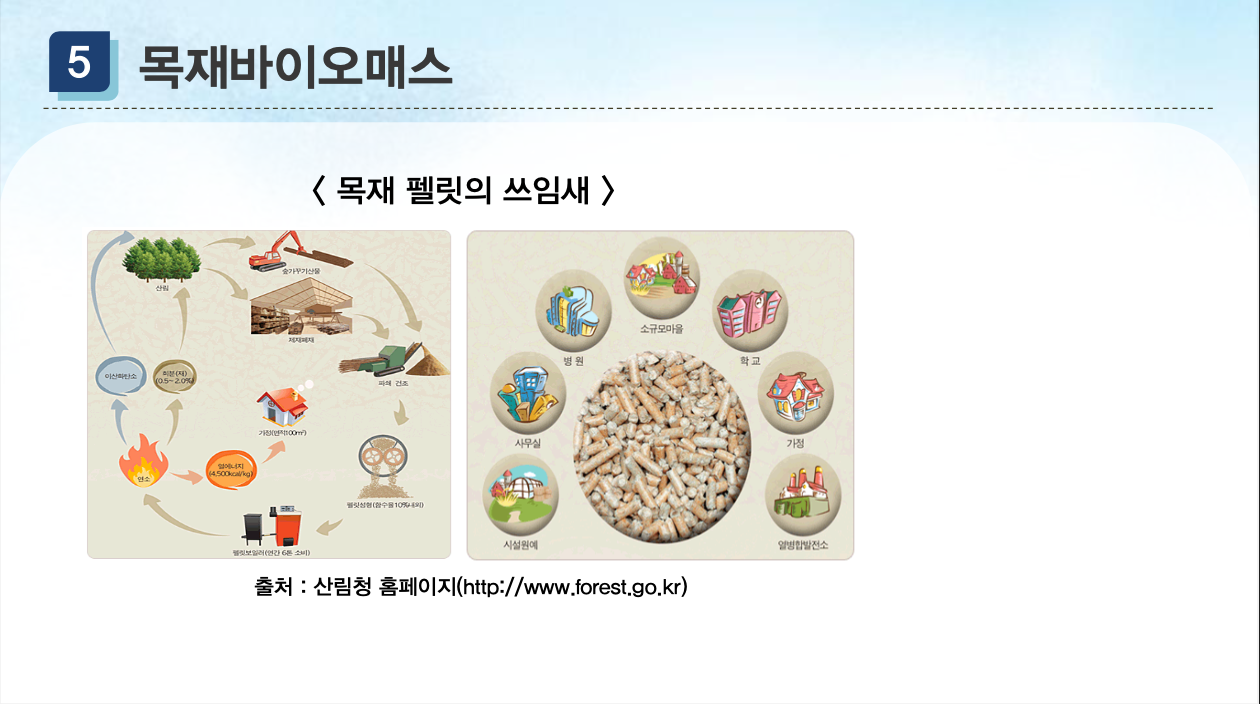 5
목재바이오매스
< 목재 펠릿의 쓰임새 >
산림
숲가꾸기산물
제재폐재
파쇄 건조
이산화탄소
회분(재)
(0.5~2.0%)
가정(면적100m²)
연소
열에너지
(4,500kcal/kg)
펠릿성형(함수율10%내외)
펠릿보일러(연간 6톤 소비)
소규모마을
병원
학교
사무실
가정
시설원예
열병합발전소
출처 : 산림청 홈페이지(http://www.forest.go.kr)